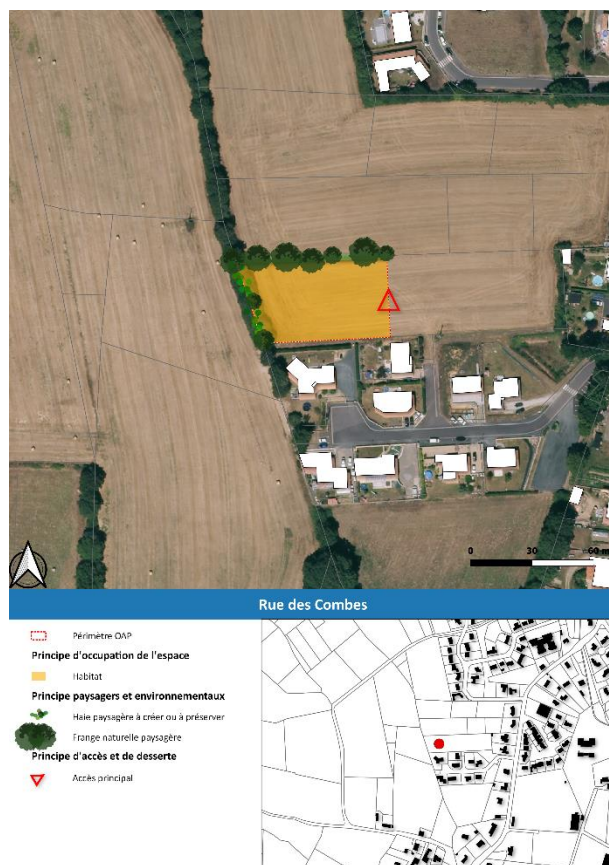 0 30 60 m
Rue des Combes
Périmètre OAP
Principe d'occupation de l'espace
Habitat
Principe paysagers et environnementaux
Haie paysagère à créer ou à préserver
Frange naturelle paysagère
Principe d'accès et de desserte
Accès principal